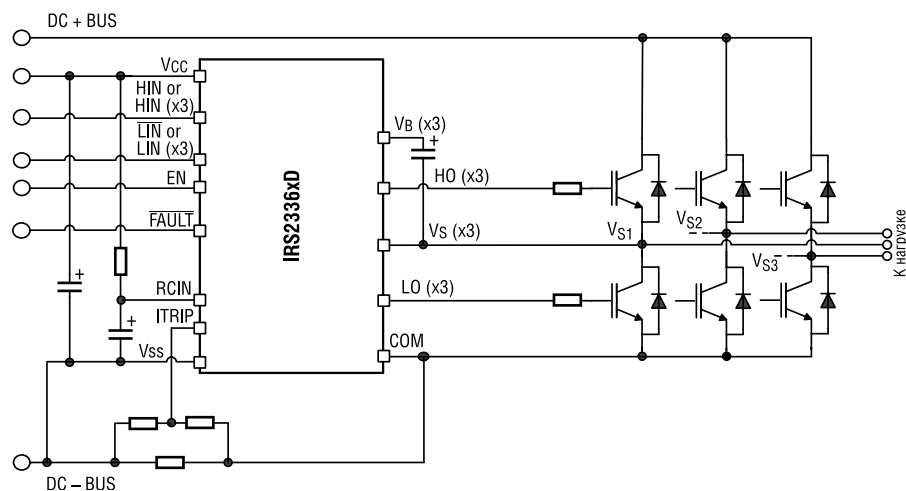 DC + BUS
VCC
HIN or
HIN (x3)
LIN or
LIN (x3)
EN
FAULT
RCIN
ITRIP
VSS
DC – BUS
IRS2336xD
VB (x3)
HO (x3)
VS (x3)
LO (x3)
COM
VS1
VS2
VS3
К нагрузке
+
+
+